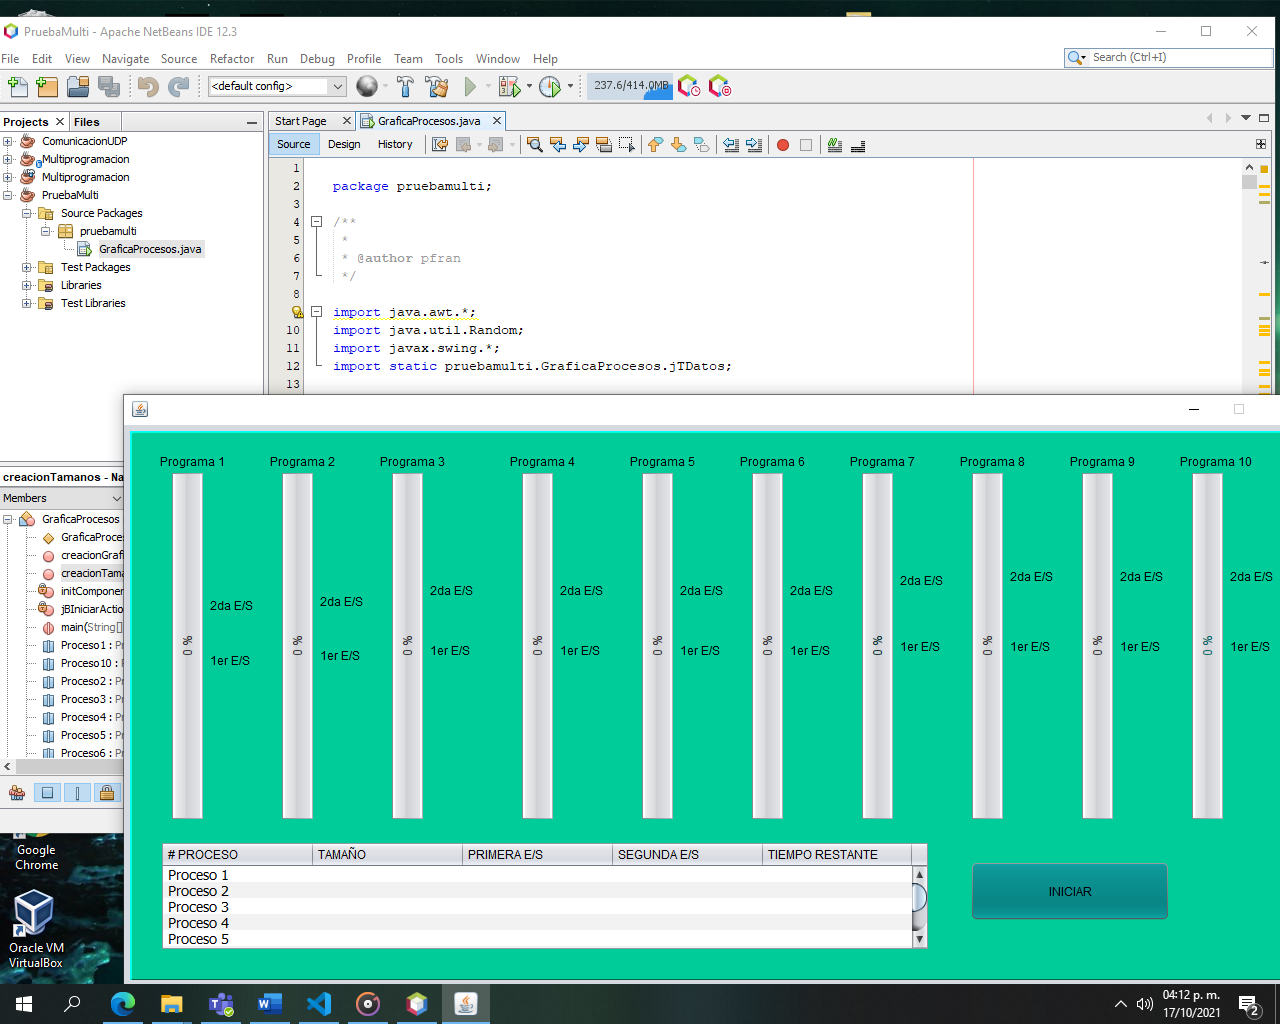 PruebaMulti - Apache NetBeans IDE 12.3
File Edit View Navigate Source Refactor Run Debug Profile Team Tools Window Help
Search (Ctrl+I)
<default config>
237.6/414.0MB
Projects Files
Start Page GraficaProcesos.java
Source Design History
ComunicacionUDP
Multiprogramacion
Multiprogramacion
PruebaMulti
Source Packages
pruebamulti
GraficaProcesos.java
Test Packages
Libraries
Test Libraries
1
2 package pruebamulti;
3
4 /**
5 *
6 * @author pfran
7 */
8
import java.awt.*;
10 import java.util.Random;
11 import javax.swing.*;
12 import static pruebamulti.GraficaProcesos.jTDatos;
13
creacionTamanos - Na
Members
GraficaProcesos
GraficaProce
creacionGrafi
creacionTama
initComponen
jBIniciarActio
main(String[]
Proceso1 : Pr
Proceso10 : P
Proceso2 : Pr
Proceso3 : Pr
Proceso4 : Pr
Proceso5 : Pr
Proceso6 : Pr
Programa 1 Programa 2 Programa 3 Programa 4 Programa 5 Programa 6 Programa 7 Programa 8 Programa 9 Programa 10
2da E/S 2da E/S 2da E/S 2da E/S 2da E/S 2da E/S 2da E/S 2da E/S 2da E/S 2da E/S
0 % 0 % 0 % 0 % 0 % 0 % 0 % 0 % 0 % 0 %
1er E/S 1er E/S 1er E/S 1er E/S 1er E/S 1er E/S 1er E/S 1er E/S 1er E/S 1er E/S
# PROCESO TAMAÑO PRIMERA E/S SEGUNDA E/S TIEMPO RESTANTE
Proceso 1
Proceso 2
Proceso 3
Proceso 4
Proceso 5
INICIAR
Google
Chrome
Oracle VM
VirtualBox
04:12 p. m.
17/10/2021
2